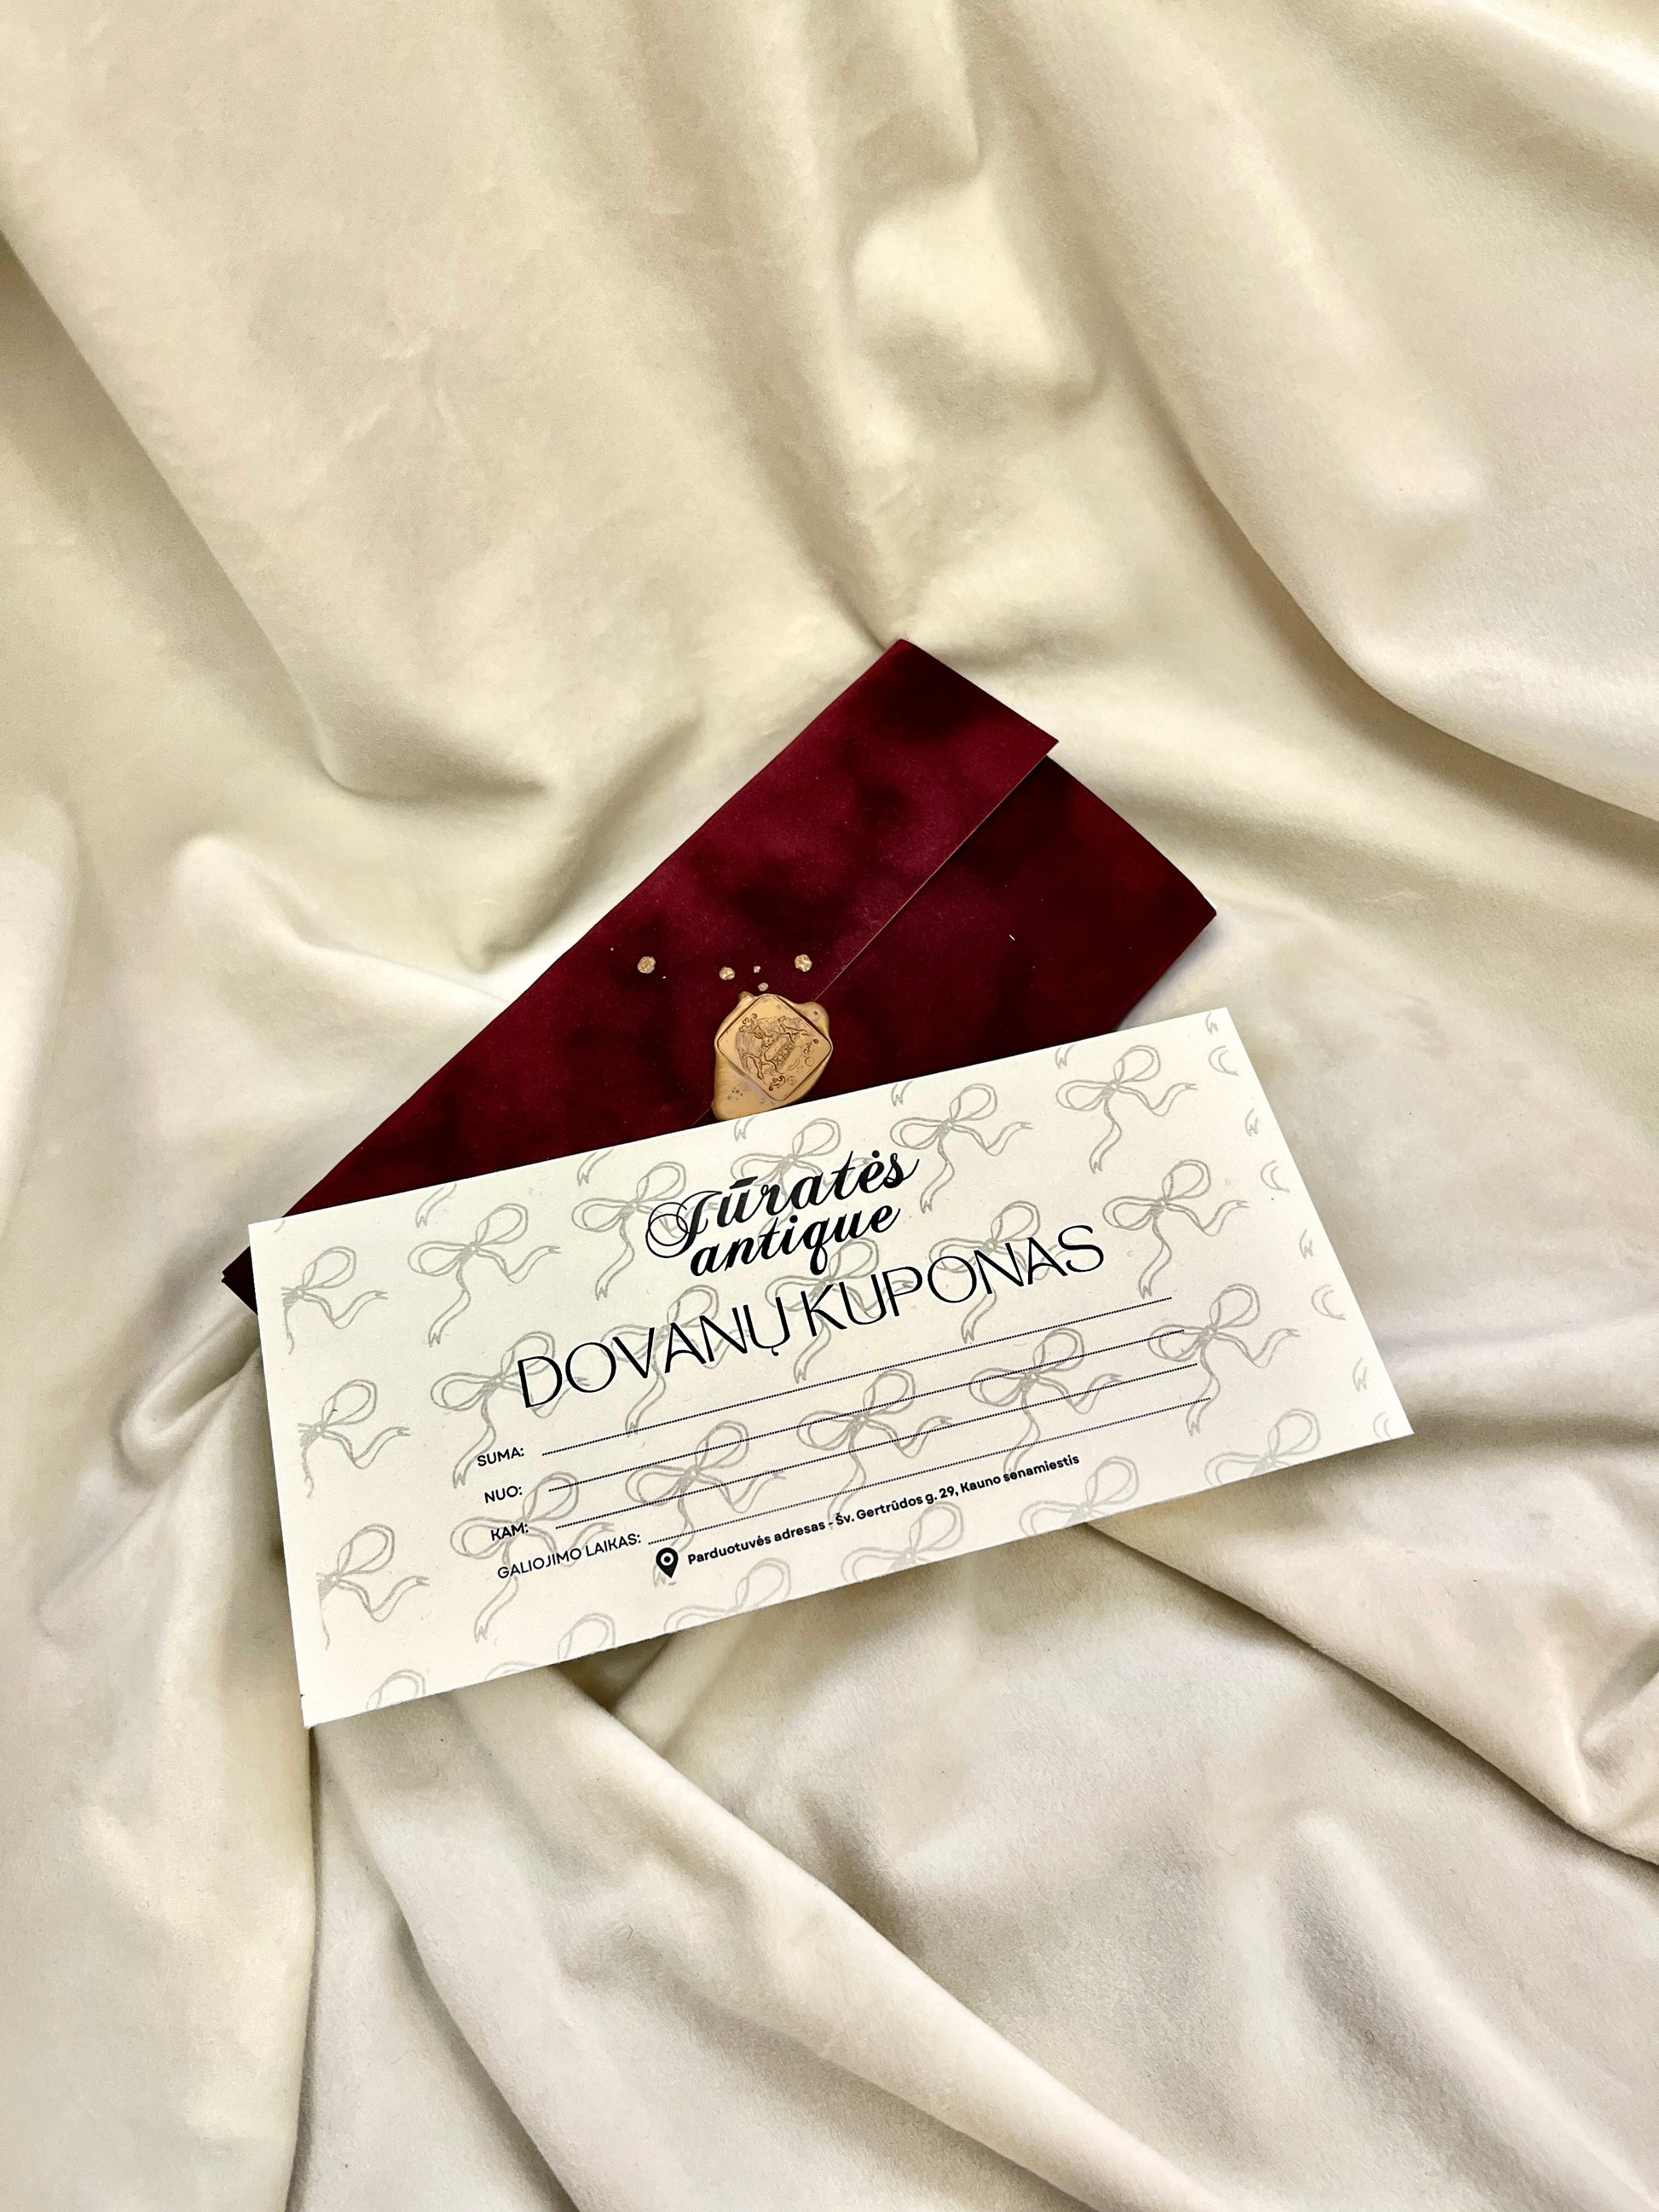 Jūratės
antique
DOVANŲ KUPONAS
SUMA:
NUO:
KAM:
GALIOJIMO LAIKAS:
Parduotuvės adresas - Šv. Gertrūdos g. 29, Kauno senamiestis